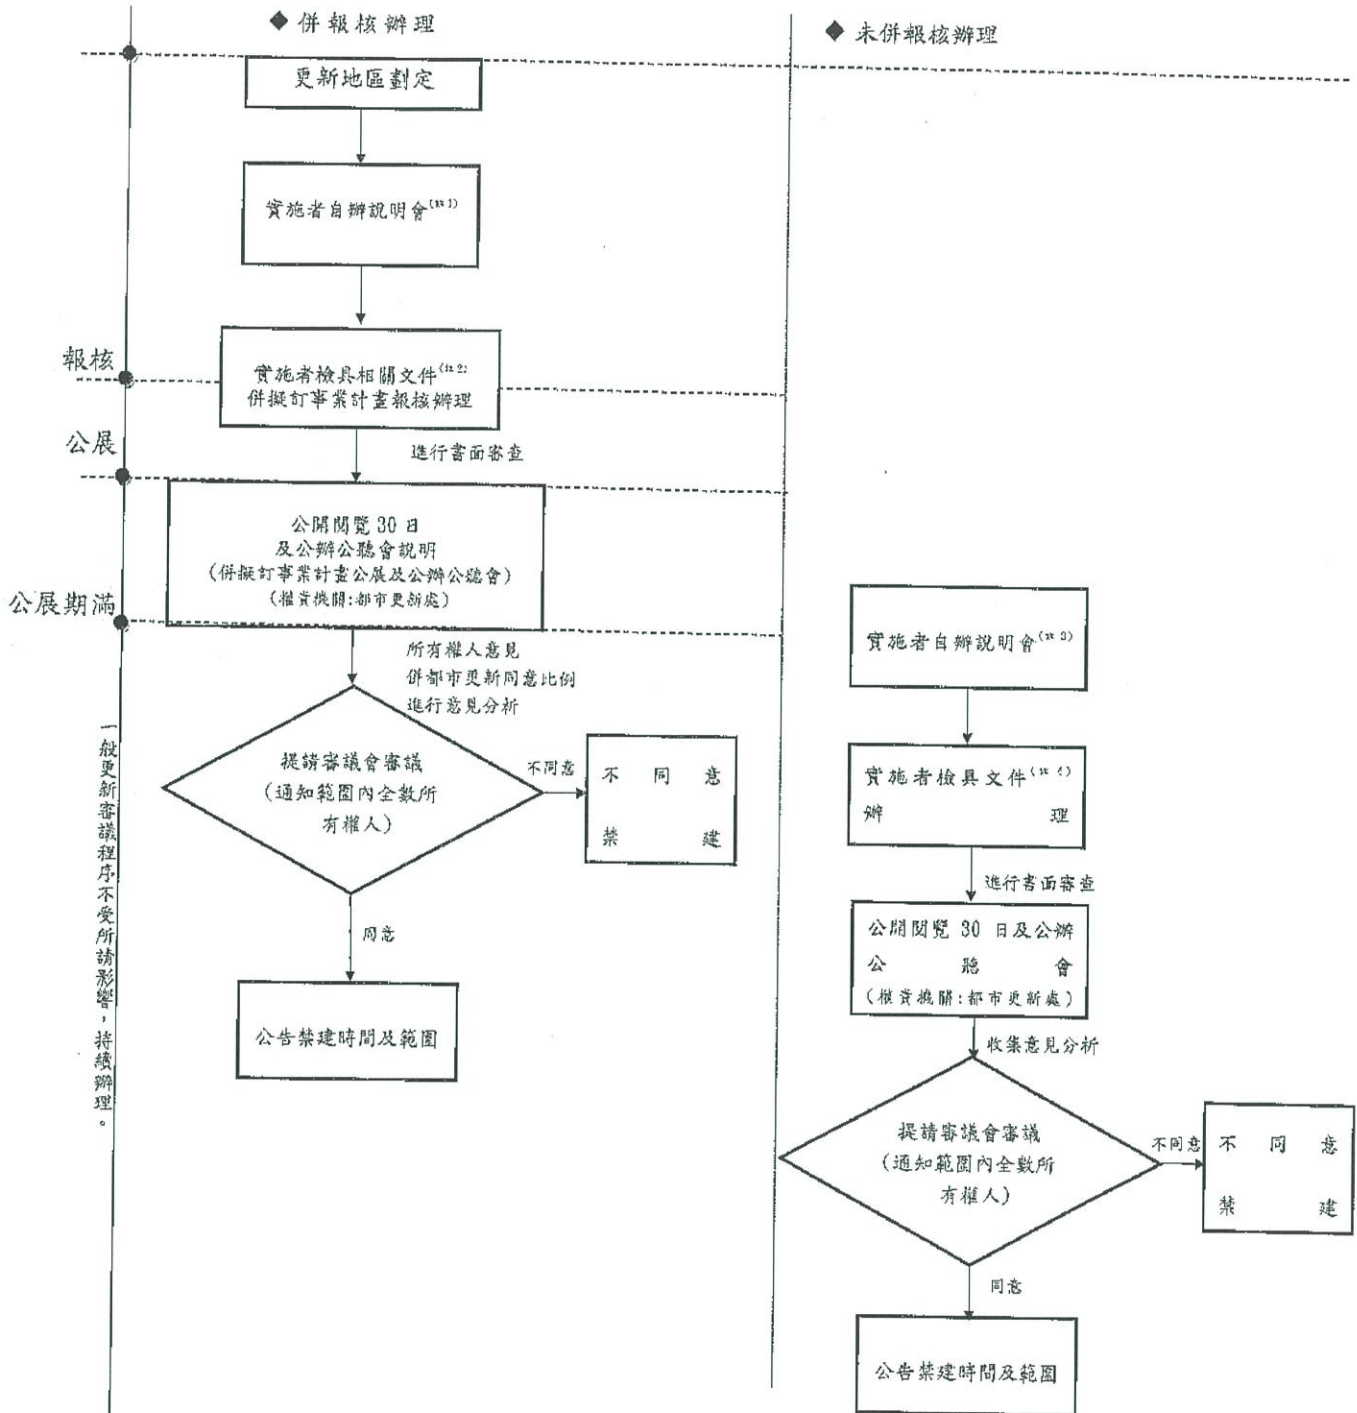 ◆ 併報核辦理
◆ 未併報核辦理
更新地區劃定
實施者自辦說明會(註1)
報核
實施者檢具相關文件(註2)
併擬訂事業計畫報核辦理
公展
進行書面審查
公開閱覽 30 日
及公辦公聽會說明
(併擬訂事業計畫公展及公辦公聽會)
(權責機關:都市更新處)
公展期滿
所有權人意見
併都市更新同意比例
進行意見分析
提請審議會審議
(通知範圍內全數所
有權人)
不同意
不同意
禁建
同意
公告禁建時間及範圍
一般更新審議程序不受所請影響，持續辦理。
實施者自辦說明會(註3)
實施者檢具文件(註4)
辦理
進行書面審查
公開閱覽 30 日及公辦
公聽會
(權責機關:都市更新處)
收集意見分析
提請審議會審議
(通知範圍內全數所
有權人)
不同意
不同意
禁建
同意
公告禁建時間及範圍